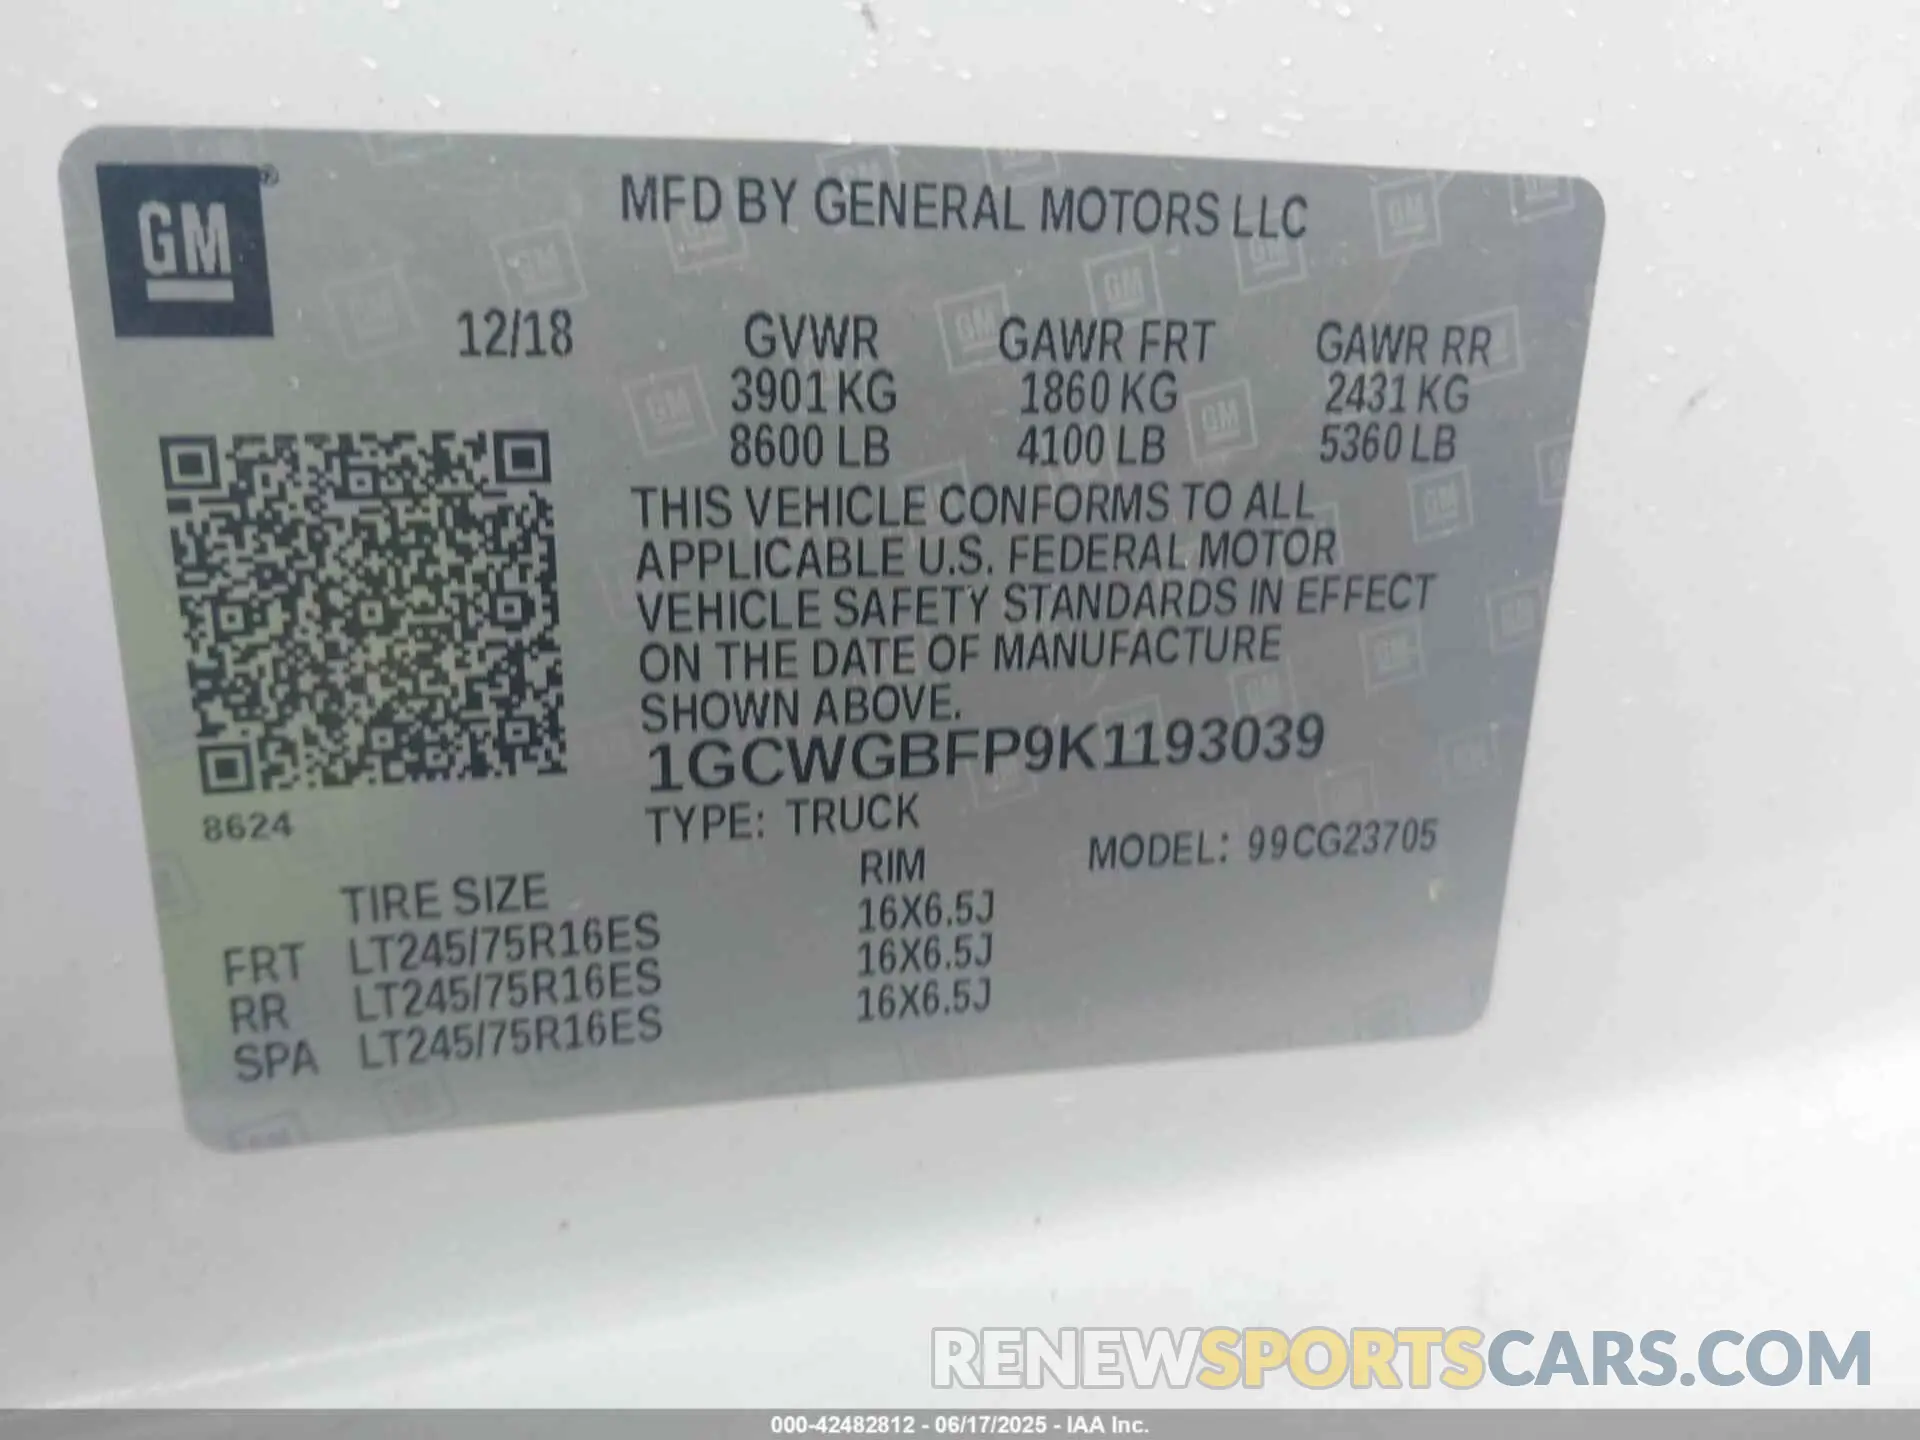 GM ®
MFD BY GENERAL MOTORS LLC
12/18 GVWR GAWR FRT GAWR RR
3901 KG 1860 KG 2431 KG
8600 LB 4100 LB 5360 LB
THIS VEHICLE CONFORMS TO ALL
APPLICABLE U.S. FEDERAL MOTOR
VEHICLE SAFETY STANDARDS IN EFFECT
ON THE DATE OF MANUFACTURE
SHOWN ABOVE.
1GCWGBFP9K1193039
8624 TYPE: TRUCK
MODEL: 99CG23705
TIRE SIZE RIM
FRT LT245/75R16ES 16X6.5J
RR LT245/75R16ES 16X6.5J
SPA LT245/75R16ES 16X6.5J
RENEWSPORTSCARS.COM
000-42482812 - 06/17/2025 - IAA Inc.